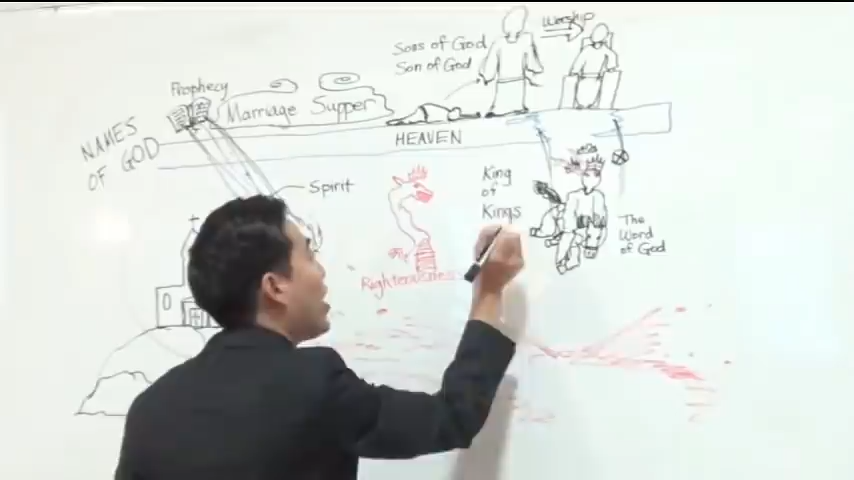 Worship
Sons of God
Son of God
Prophecy
Marriage Supper
NAMES
OF GOD
HEAVEN
Spirit
King
of
Kings
The
Word
of God
Righteousness